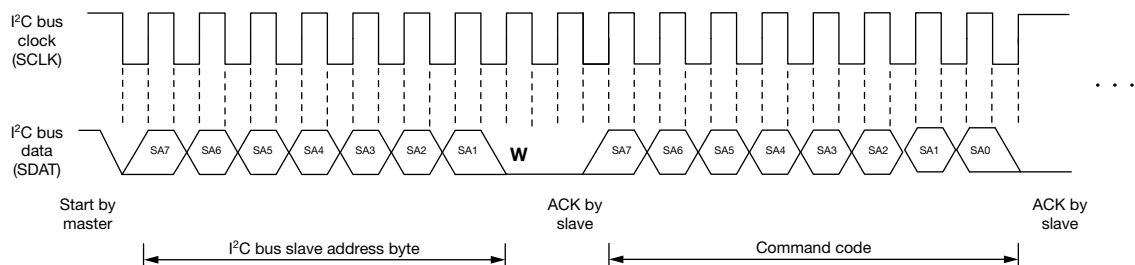 I²C bus
clock
(SCLK)
I²C bus
data
(SDAT)
SA7 SA6 SA5 SA4 SA3 SA2 SA1 W SA7 SA6 SA5 SA4 SA3 SA2 SA1 SA0
Start by
master
ACK by
slave
ACK by
slave
I²C bus slave address byte
Command code
. . .